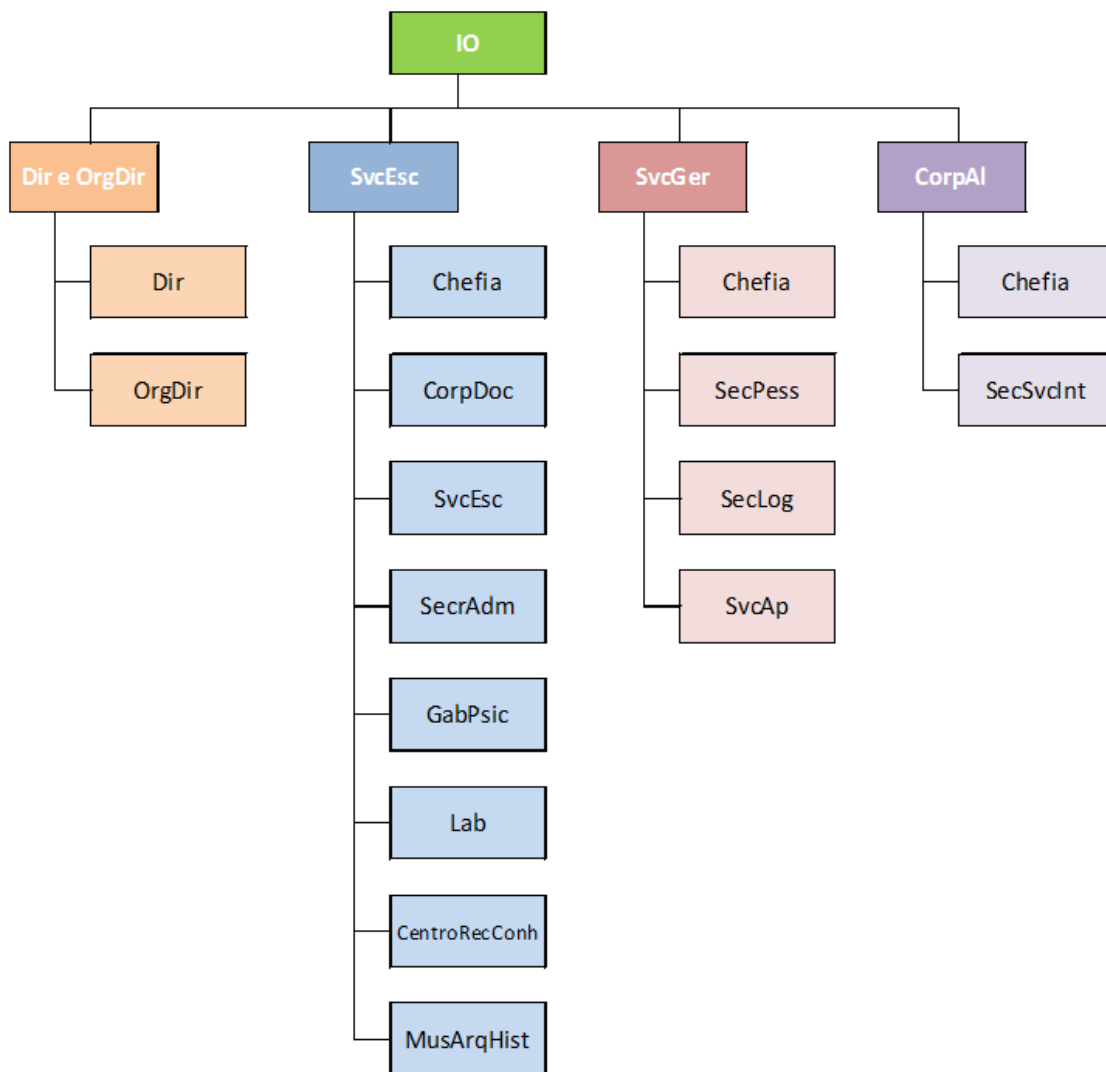 IO
Dir e OrgDir
SvcEsc
SvcGer
CorpAl
Dir
Chefia
Chefia
Chefia
OrgDir
CorpDoc
SecPess
SecSvcInt
SvcEsc
SecLog
SecrAdm
SvcAp
GabPsic
Lab
CentroRecConh
MusArqHist